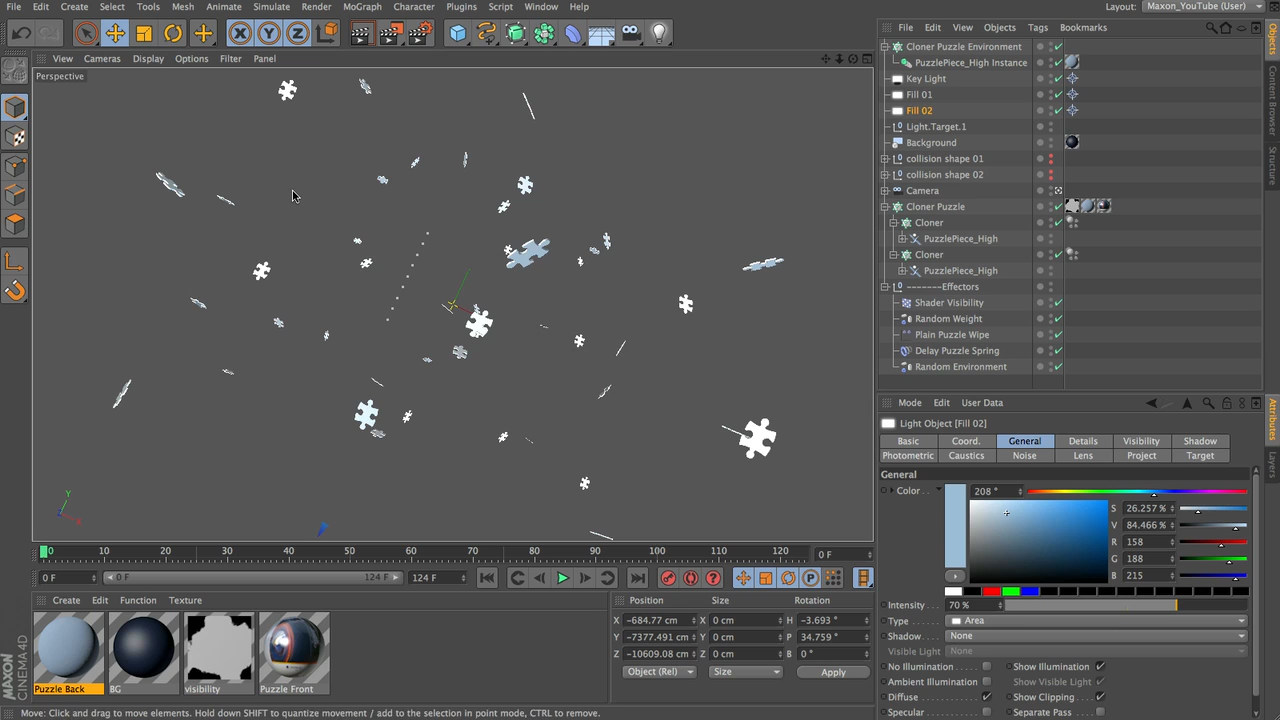 File Edit Create Select Tools Mesh Animate Simulate Render MoGraph Character Plugins Script Window Help
Layout: Maxon_YouTube (User)
File Edit View Objects Tags Bookmarks
View Cameras Display Options Filter Panel
Perspective
Cloner Puzzle Environment
PuzzlePiece_High Instance
Key Light
Fill 01
Fill 02
Light.Target.1
Background
collision shape 01
collision shape 02
Camera
Cloner Puzzle
Cloner
PuzzlePiece_High
Cloner
PuzzlePiece_High
-------Effectors
Shader Visibility
Random Weight
Plain Puzzle Wipe
Delay Puzzle Spring
Random Environment
Objects
Content Browser
Structure
Mode Edit User Data
Light Object [Fill 02]
Basic Coord. General Details Visibility Shadow
Photometric Caustics Noise Lens Project Target
General
Color . . 208 °
S 26.257 %
V 84.466 %
R 158
G 188
B 215
Intensity . . . 70 %
Type . . . . . Area
Shadow . . . None
Visible Light . None
No Illumination Show Illumination
Ambient Illumination Show Visible Light
Diffuse Show Clipping
Specular Separate Pass
Attributes
Layers
Y
X
0 10 20 30 40 50 60 70 80 90 100 110 120 0 F
0 F 0 F 124 F 124 F
Create Edit Function Texture
Puzzle Back BG visibility Puzzle Front
Position Size Rotation
X -684.77 cm X 0 cm H -3.693 °
Y -7377.491 cm Y 0 cm P 34.759 °
Z -10609.08 cm Z 0 cm B 0 °
Object (Rel) Size Apply
MAXON
CINEMA 4D
Move: Click and drag to move elements. Hold down SHIFT to quantize movement / add to the selection in point mode, CTRL to remove.